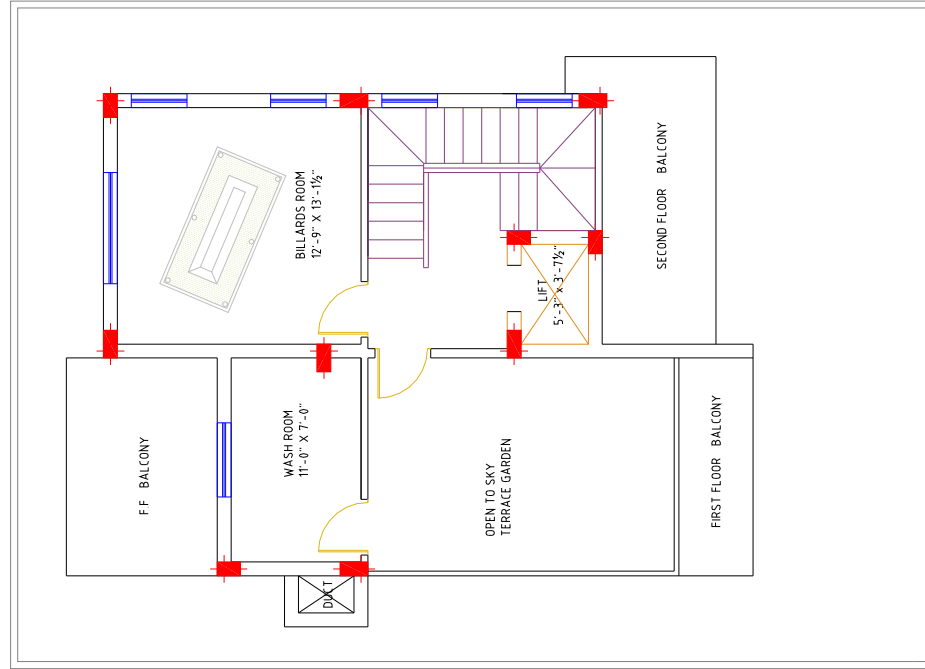 BILLARDS ROOM
12'-9" X 13'-1½"
LIFT
5'-3" x 3'-7½"
SECOND FLOOR BALCONY
F.F BALCONY
WASH ROOM
11'-0" X 7'-0"
OPEN TO SKY
TERRACE GARDEN
FIRST FLOOR BALCONY
DUCT